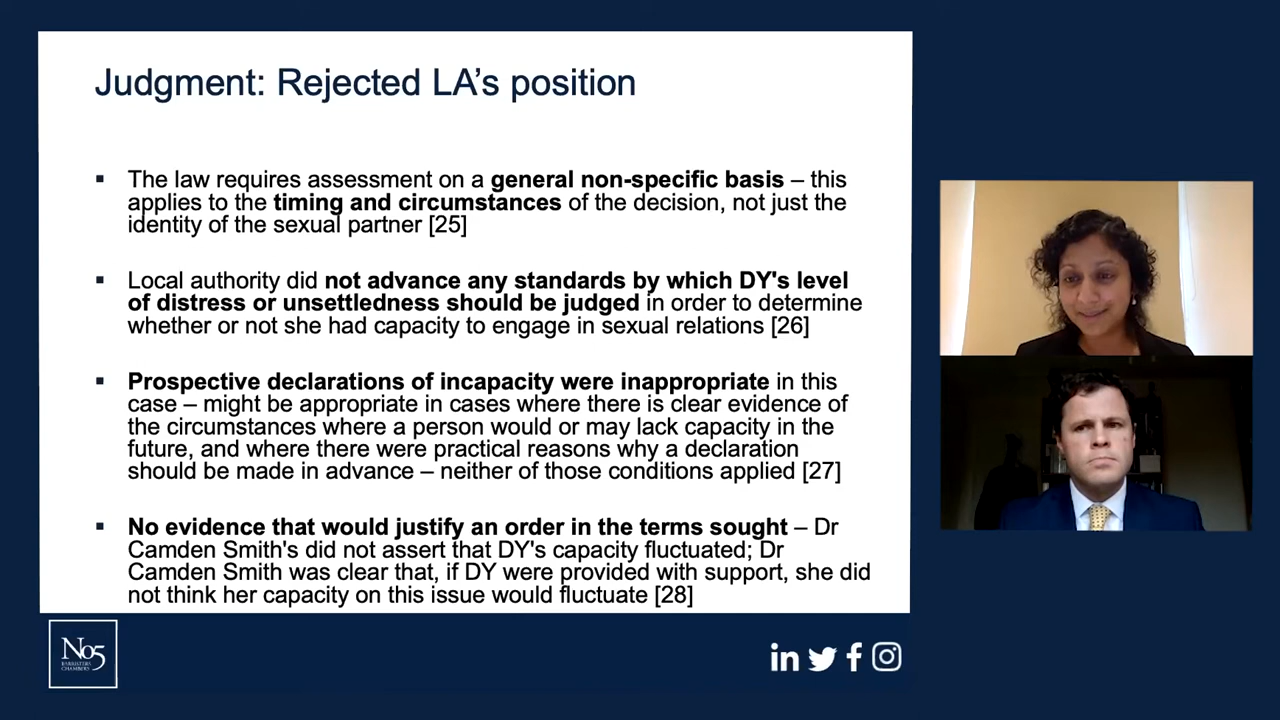 Judgment: Rejected LA's position
▪ The law requires assessment on a general non-specific basis – this
applies to the timing and circumstances of the decision, not just the
identity of the sexual partner [25]
▪ Local authority did not advance any standards by which DY's level
of distress or unsettledness should be judged in order to determine
whether or not she had capacity to engage in sexual relations [26]
▪ Prospective declarations of incapacity were inappropriate in this
case – might be appropriate in cases where there is clear evidence of
the circumstances where a person would or may lack capacity in the
future, and where there were practical reasons why a declaration
should be made in advance – neither of those conditions applied [27]
▪ No evidence that would justify an order in the terms sought – Dr
Camden Smith's did not assert that DY's capacity fluctuated; Dr
Camden Smith was clear that, if DY were provided with support, she did
not think her capacity on this issue would fluctuate [28]
No5
BARRISTERS
CHAMBERS
in